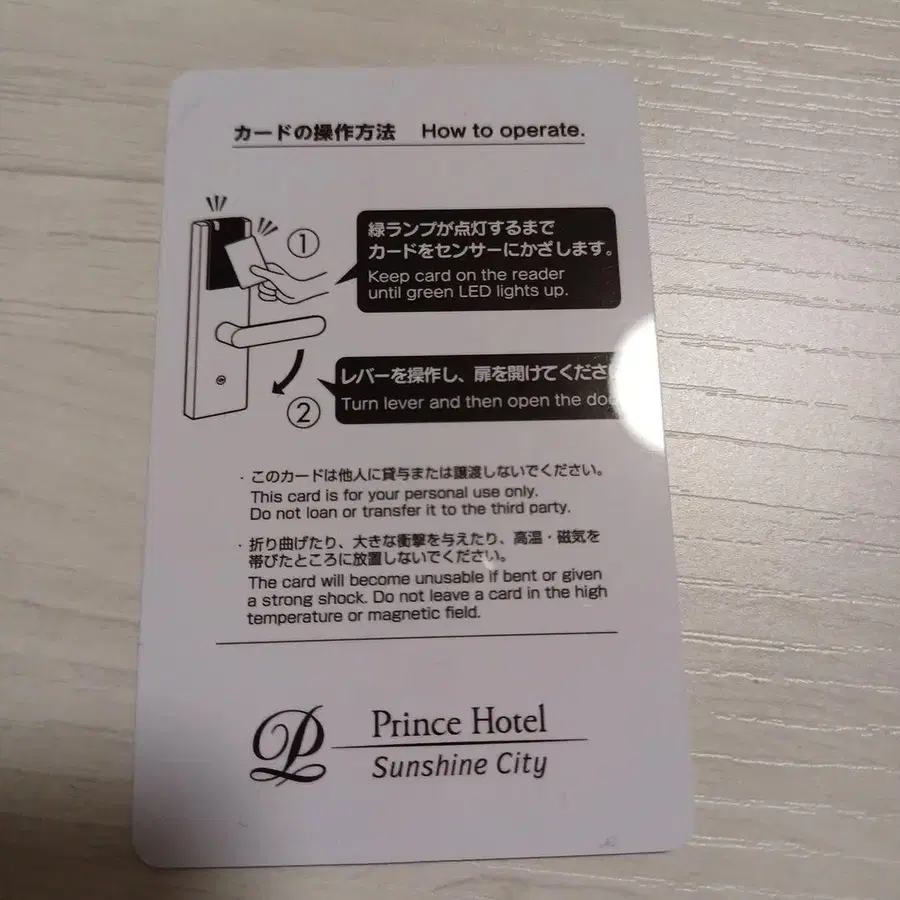 カードの操作方法 How to operate.
①
緑ランプが点灯するまで
カードをセンサーにかざします。
Keep card on the reader
until green LED lights up.
レバーを操作し、扉を開けてくださ
Turn lever and then open the
②
・このカードは他人に貸与または譲渡しないでください。
This card is for your personal use only.
Do not loan or transfer it to the third party.
・折り曲げたり、大きな衝撃を与えたり、高温・磁気を
帯びたところに放置しないでください。
The card will become unusable if bent or given
a strong shock. Do not leave a card in the high
temperature or magnetic field.
Prince Hotel
Sunshine City